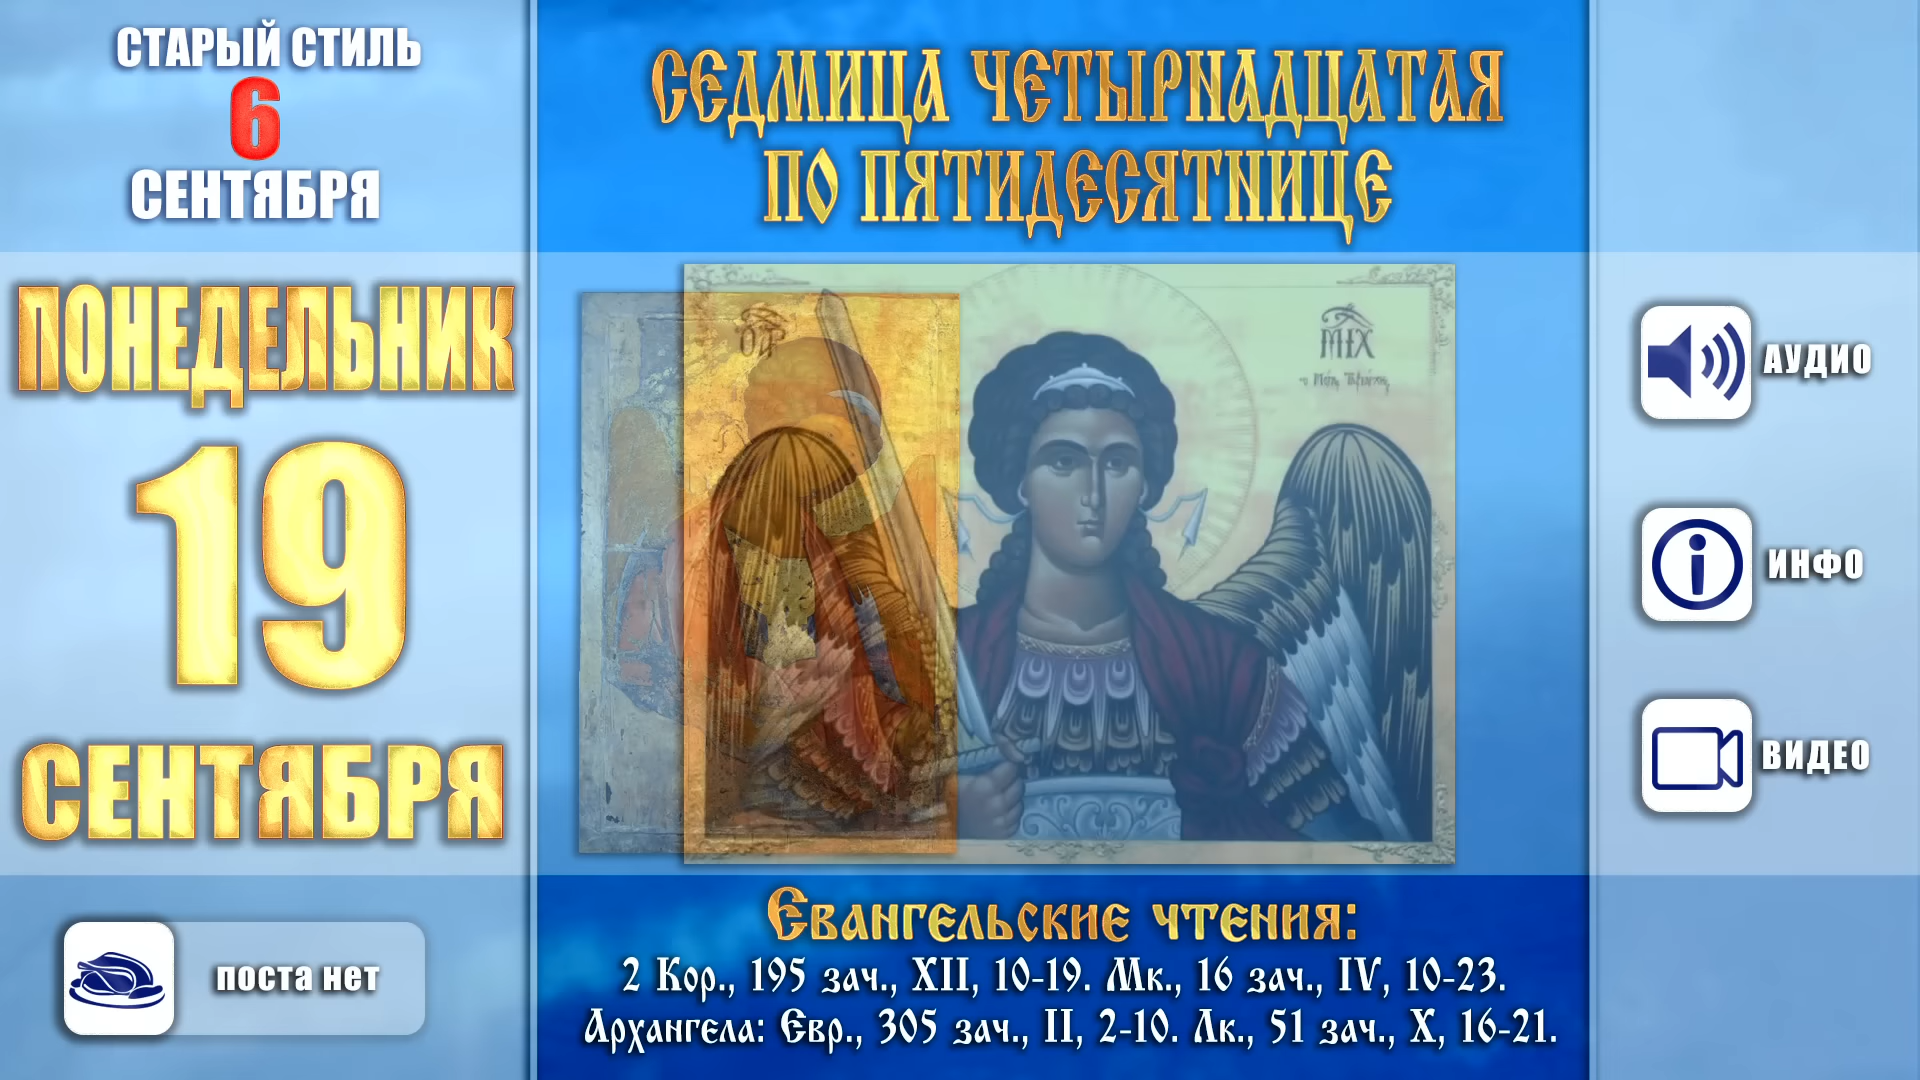 СТАРЫЙ СТИЛЬ
6
СЕНТЯБРЯ
ПОНЕДЕЛЬНИК
19
СЕНТЯБРЯ
поста нет
СЕДМИЦА ЧЕТЫРНАДЦАТАЯ
ПО ПЯТИДЕСЯТНИЦЕ
МІХ
Евангельские чтения:
2 Кор., 195 зач., XII, 10-19. Мк., 16 зач., IV, 10-23.
Архангела: Евр., 305 зач., II, 2-10. Лк., 51 зач., X, 16-21.
АУДИО
ИНФО
ВИДЕО